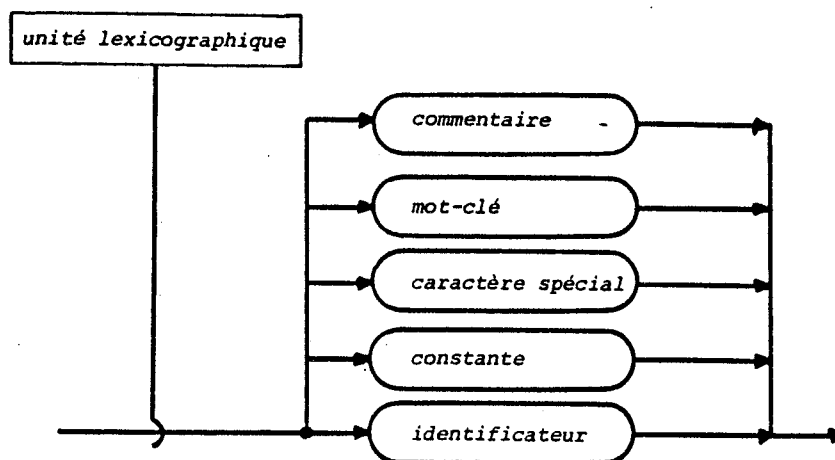 unité lexicographique
commentaire
mot-clé
caractère spécial
constante
identificateur